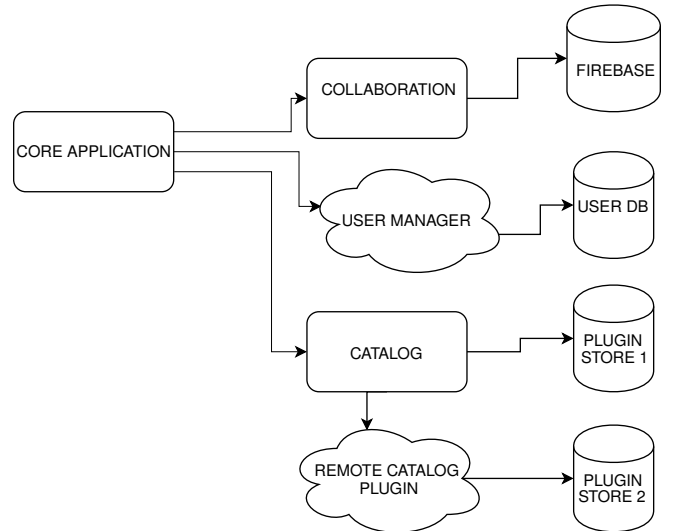 FIREBASE
COLLABORATION
CORE APPLICATION
USER MANAGER
USER DB
CATALOG
PLUGIN
STORE 1
REMOTE CATALOG
PLUGIN
PLUGIN
STORE 2